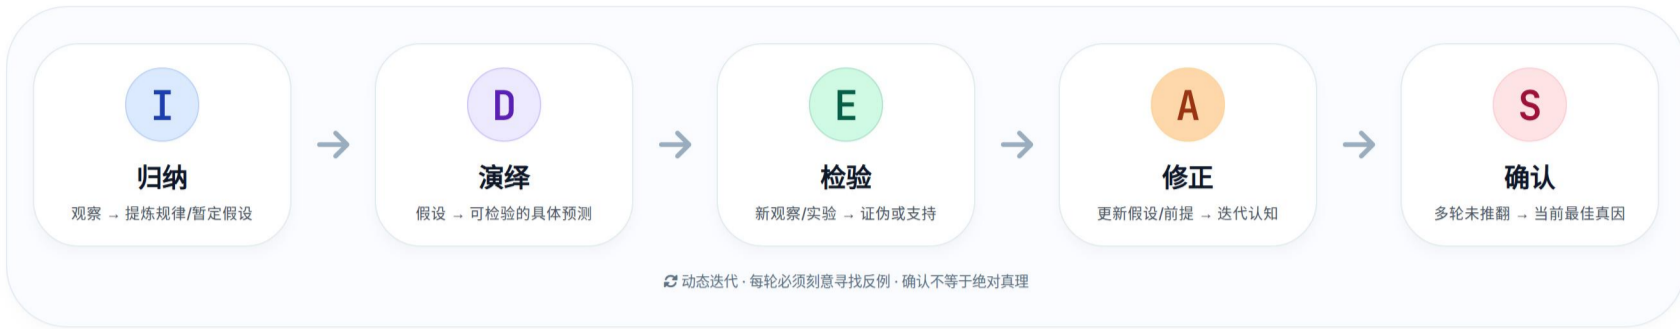 I
归纳
观察 → 提炼规律/暂定假设
D
演绎
假设 → 可检验的具体预测
E
检验
新观察/实验 → 证伪或支持
A
修正
更新假设/前提 → 迭代认知
S
确认
多轮未推翻 → 当前最佳真因
动态迭代 · 每轮必须刻意寻找反例 · 确认不等于绝对真理